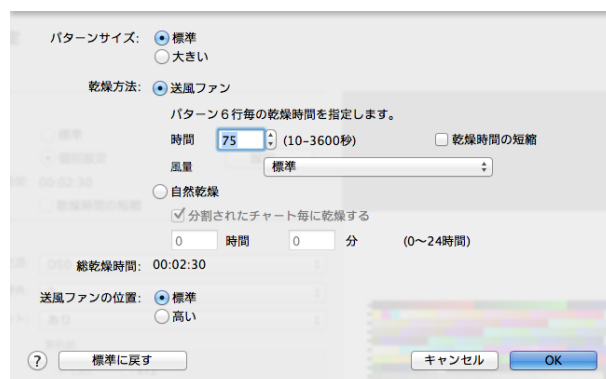 パターンサイズ: 標準
大きい
乾燥方法: 送風ファン
パターン6行毎の乾燥時間を指定します。
時間 75 (10-3600秒) 乾燥時間の短縮
風量 標準
自然乾燥
分割されたチャート毎に乾燥する
0 時間 0 分 (0〜24時間)
総乾燥時間: 00:02:30
送風ファンの位置: 標準
高い
? 標準に戻す キャンセル OK